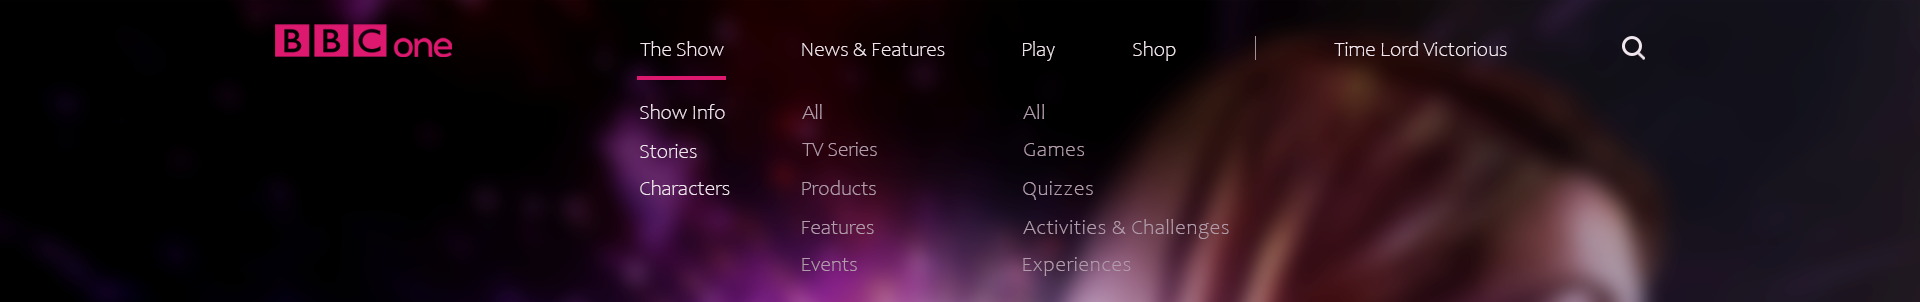 BBC one
The Show
News & Features
Play
Shop
Time Lord Victorious
Show Info
Stories
Characters
All
TV Series
Products
Features
Events
All
Games
Quizzes
Activities & Challenges
Experiences